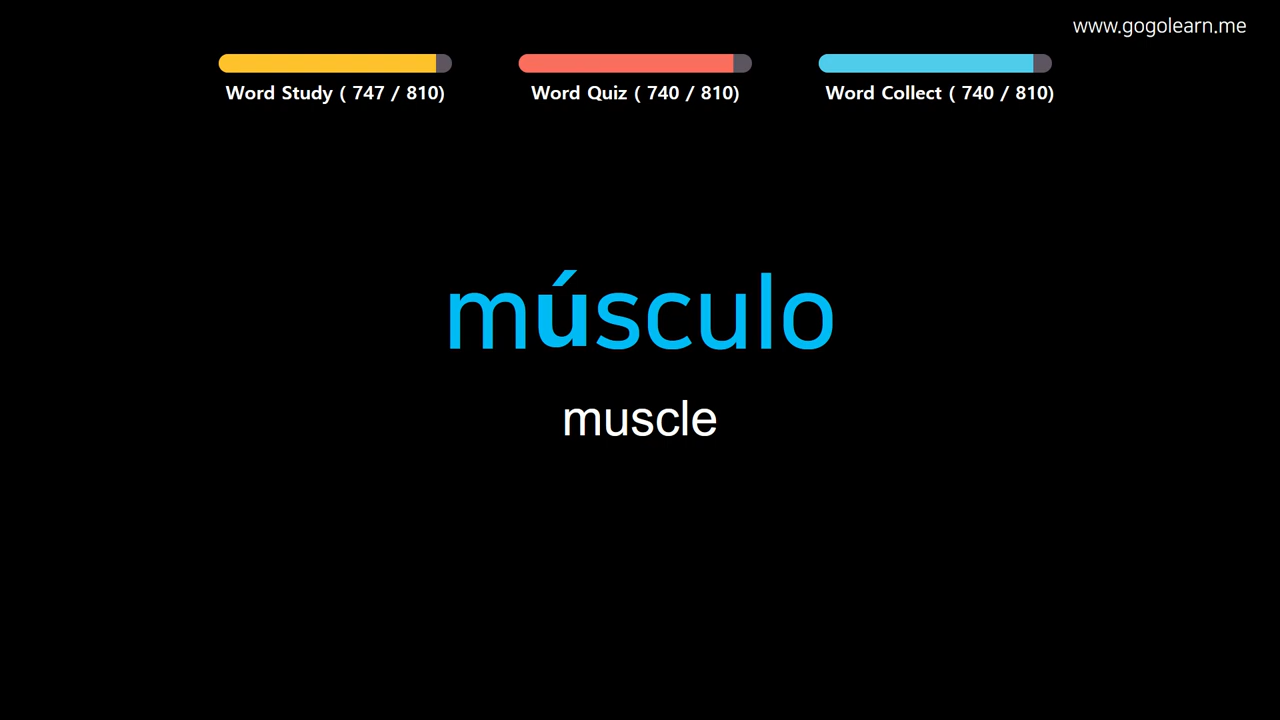 www.gogolearn.me
Word Study ( 747 / 810)
Word Quiz ( 740 / 810)
Word Collect ( 740 / 810)
músculo
muscle